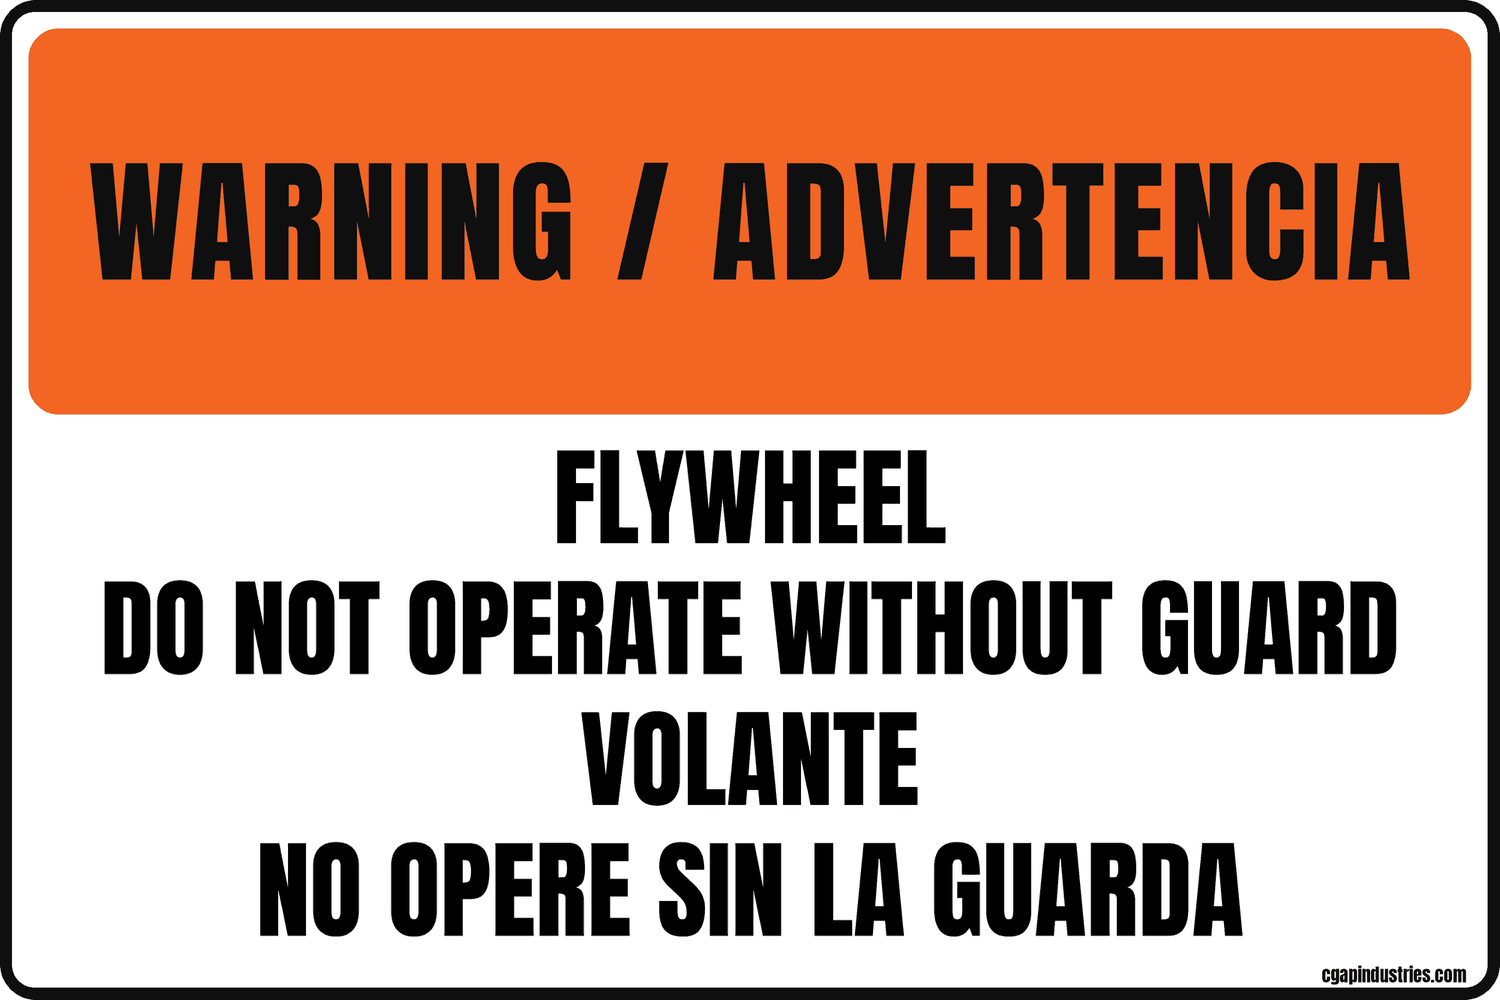 WARNING / ADVERTENCIA
FLYWHEEL
DO NOT OPERATE WITHOUT GUARD
VOLANTE
NO OPERE SIN LA GUARDA
cgapindustries.com